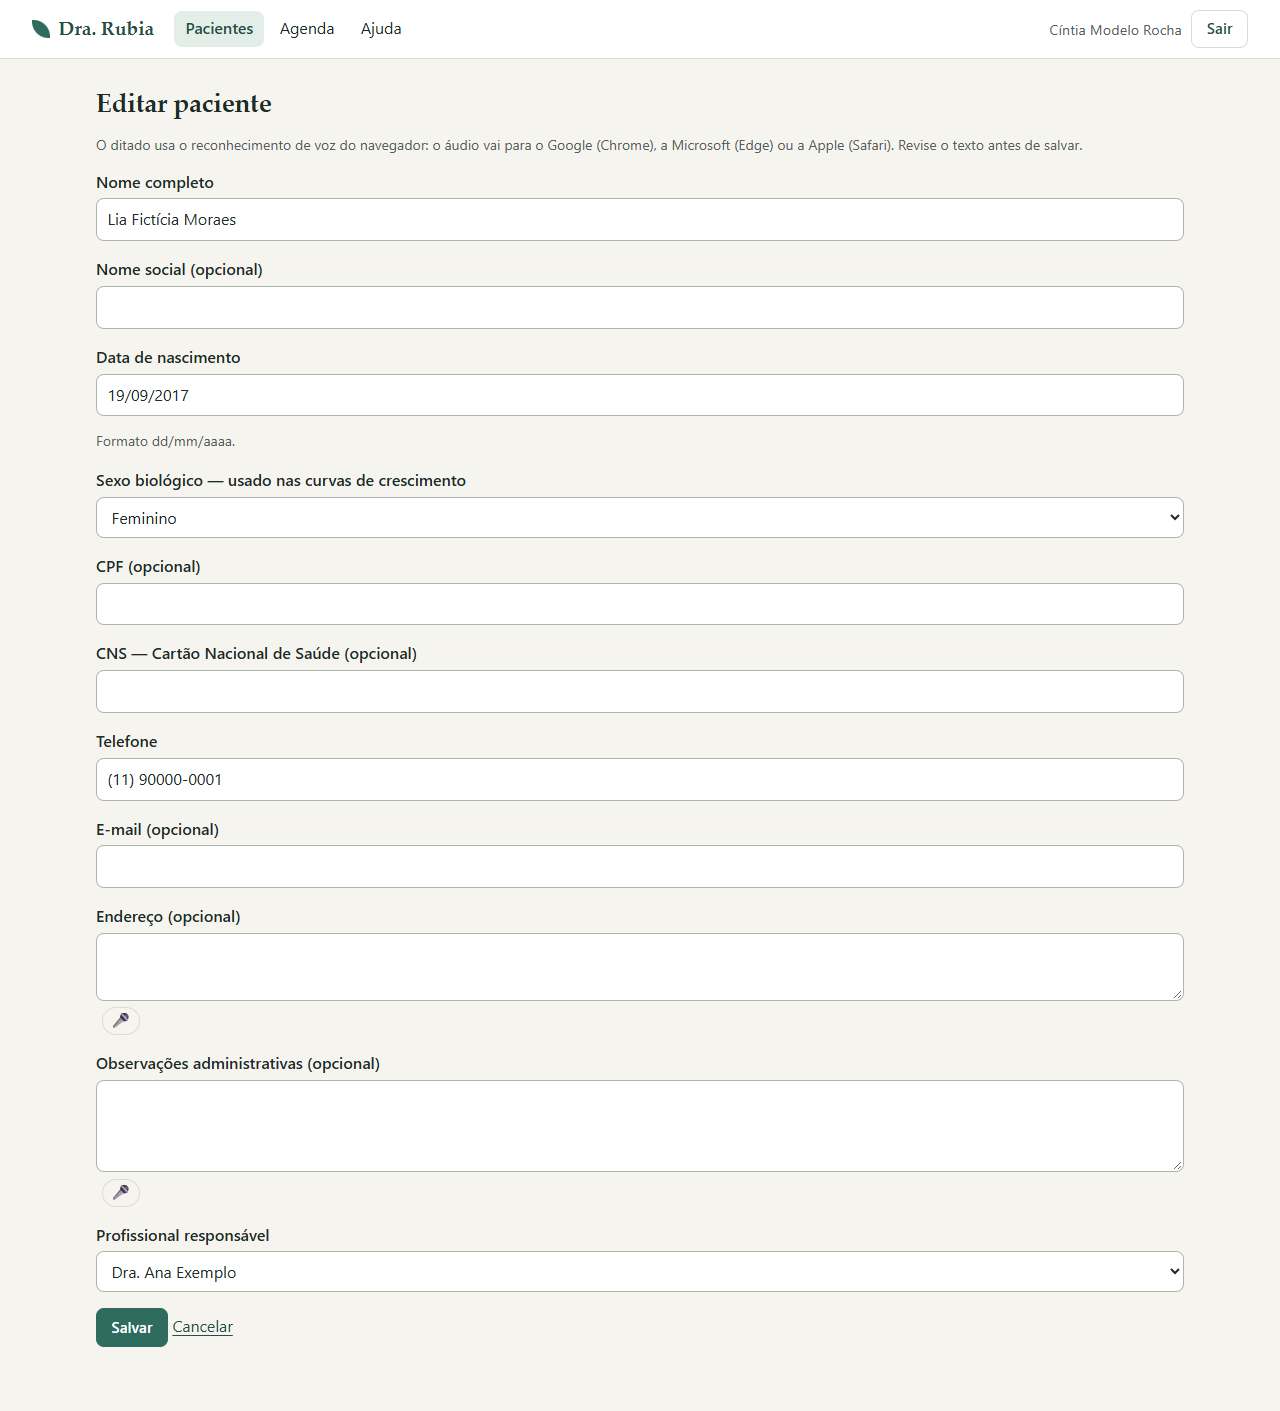 Dra. Rubia Pacientes Agenda Ajuda Cíntia Modelo Rocha Sair
Editar paciente
O ditado usa o reconhecimento de voz do navegador: o áudio vai para o Google (Chrome), a Microsoft (Edge) ou a Apple (Safari). Revise o texto antes de salvar.
Nome completo
Lia Fictícia Moraes
Nome social (opcional)
Data de nascimento
19/09/2017
Formato dd/mm/aaaa.
Sexo biológico — usado nas curvas de crescimento
Feminino
CPF (opcional)
CNS — Cartão Nacional de Saúde (opcional)
Telefone
(11) 90000-0001
E-mail (opcional)
Endereço (opcional)
Observações administrativas (opcional)
Profissional responsável
Dra. Ana Exemplo
Salvar Cancelar